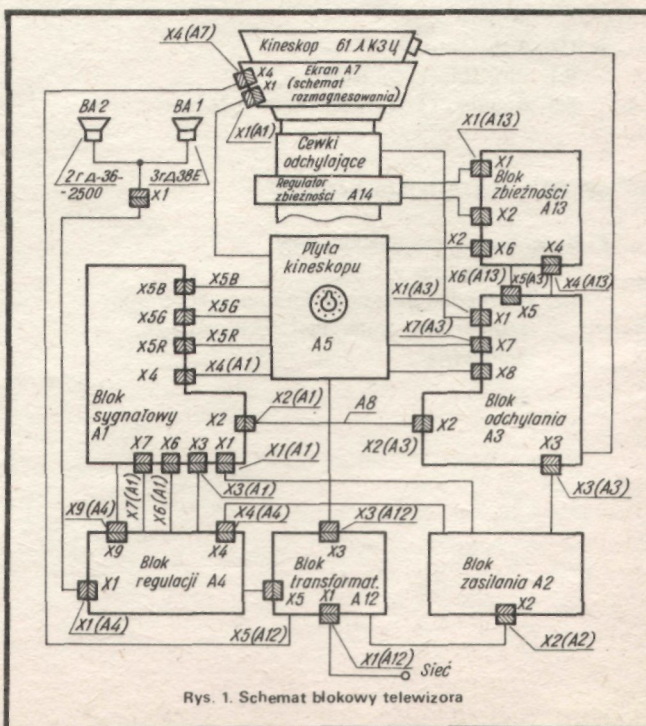 X4(A7)
Kineskop 61ЛК3Ц
X4
X1
Ekran A7
(schemat
rozmagnesowania)
X1(A1)
BA2
BA1
2гд-36-
-2500
3гд38Е
X1
Cewki
odchylające
Regulator
zbieżności A14
X1(A13)
X1
Blok
zbieżności
A13
X2
X2
X6
X4
X6(A13)
X5(A3)
X4(A13)
X5
Płyta
kineskopu
A5
X1(A3)
X1
X7(A3)
X7
X8
X5B
X5B
X5G
X5G
X5R
X5R
X4
X4(A1)
Blok
sygnałowy
A1
X2
X2(A1)
A8
X2
X2(A3)
Blok
odchylania
A3
X3
X3(A3)
X7
X6
X3
X1
X1(A1)
X7(A1)
X6(A1)
X3(A1)
X9(A4)
X4(A4)
X9
X4
Blok
regulacji A4
X1
X1(A4)
X3(A12)
X3
Blok
transformat.
X5
X1
A12
X5(A12)
X1(A12)
Sieć
Blok
zasilania A2
X2
X2(A2)
Rys. 1. Schemat blokowy telewizora